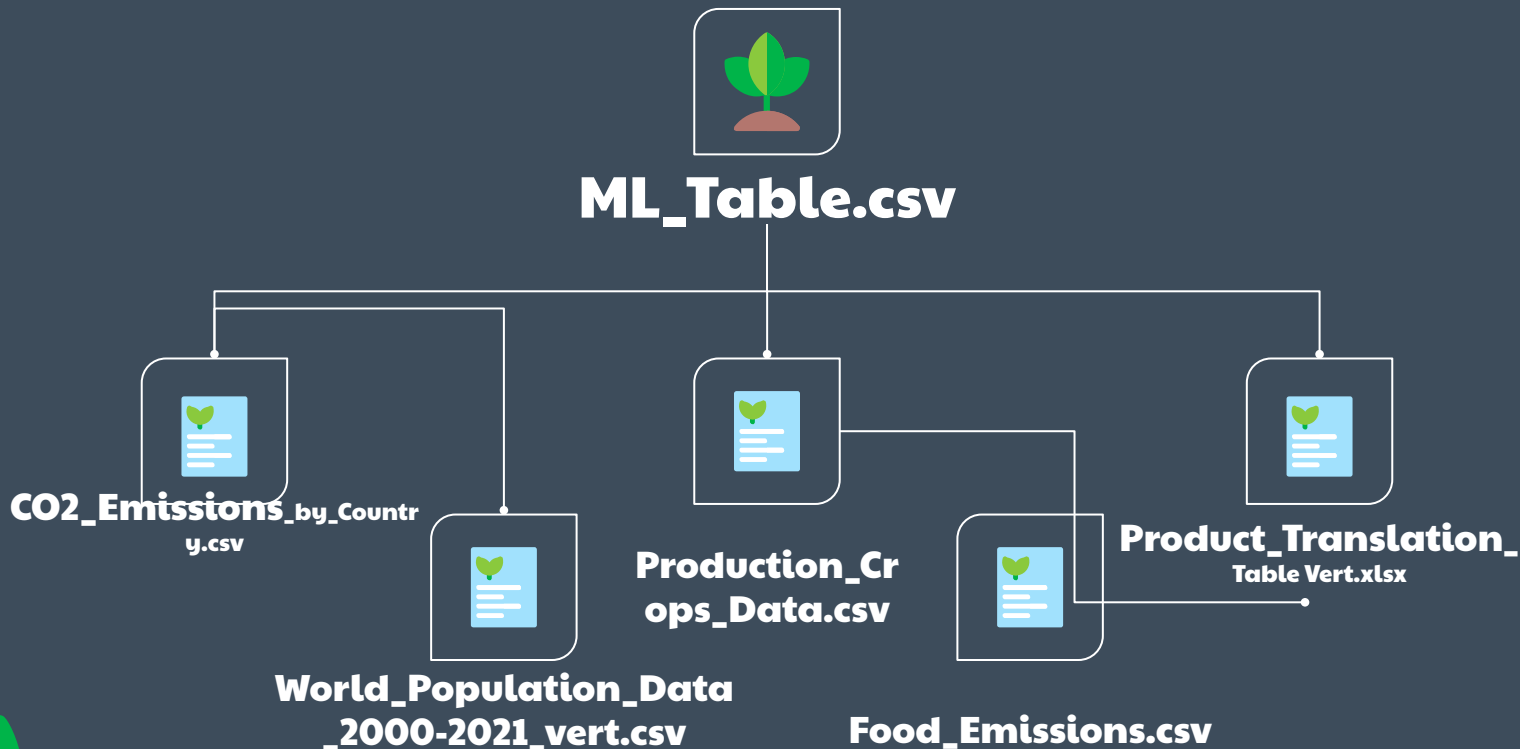 ML_Table.csv
CO2_Emissions_by_Countr
y.csv
World_Population_Data
_2000-2021_vert.csv
Production_Cr
ops_Data.csv
Food_Emissions.csv
Product_Translation_
Table Vert.xlsx